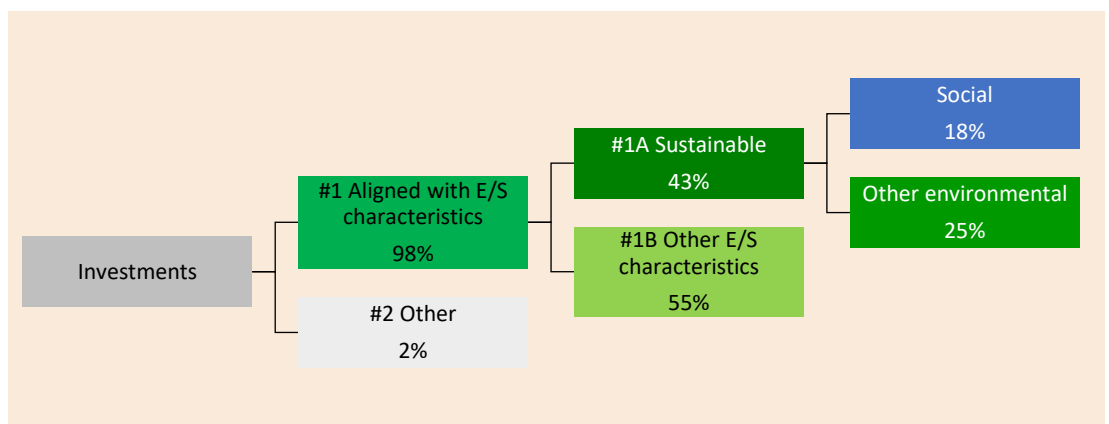 Investments
#1 Aligned with E/S
characteristics
98%
#2 Other
2%
#1A Sustainable
43%
#1B Other E/S
characteristics
55%
Social
18%
Other environmental
25%